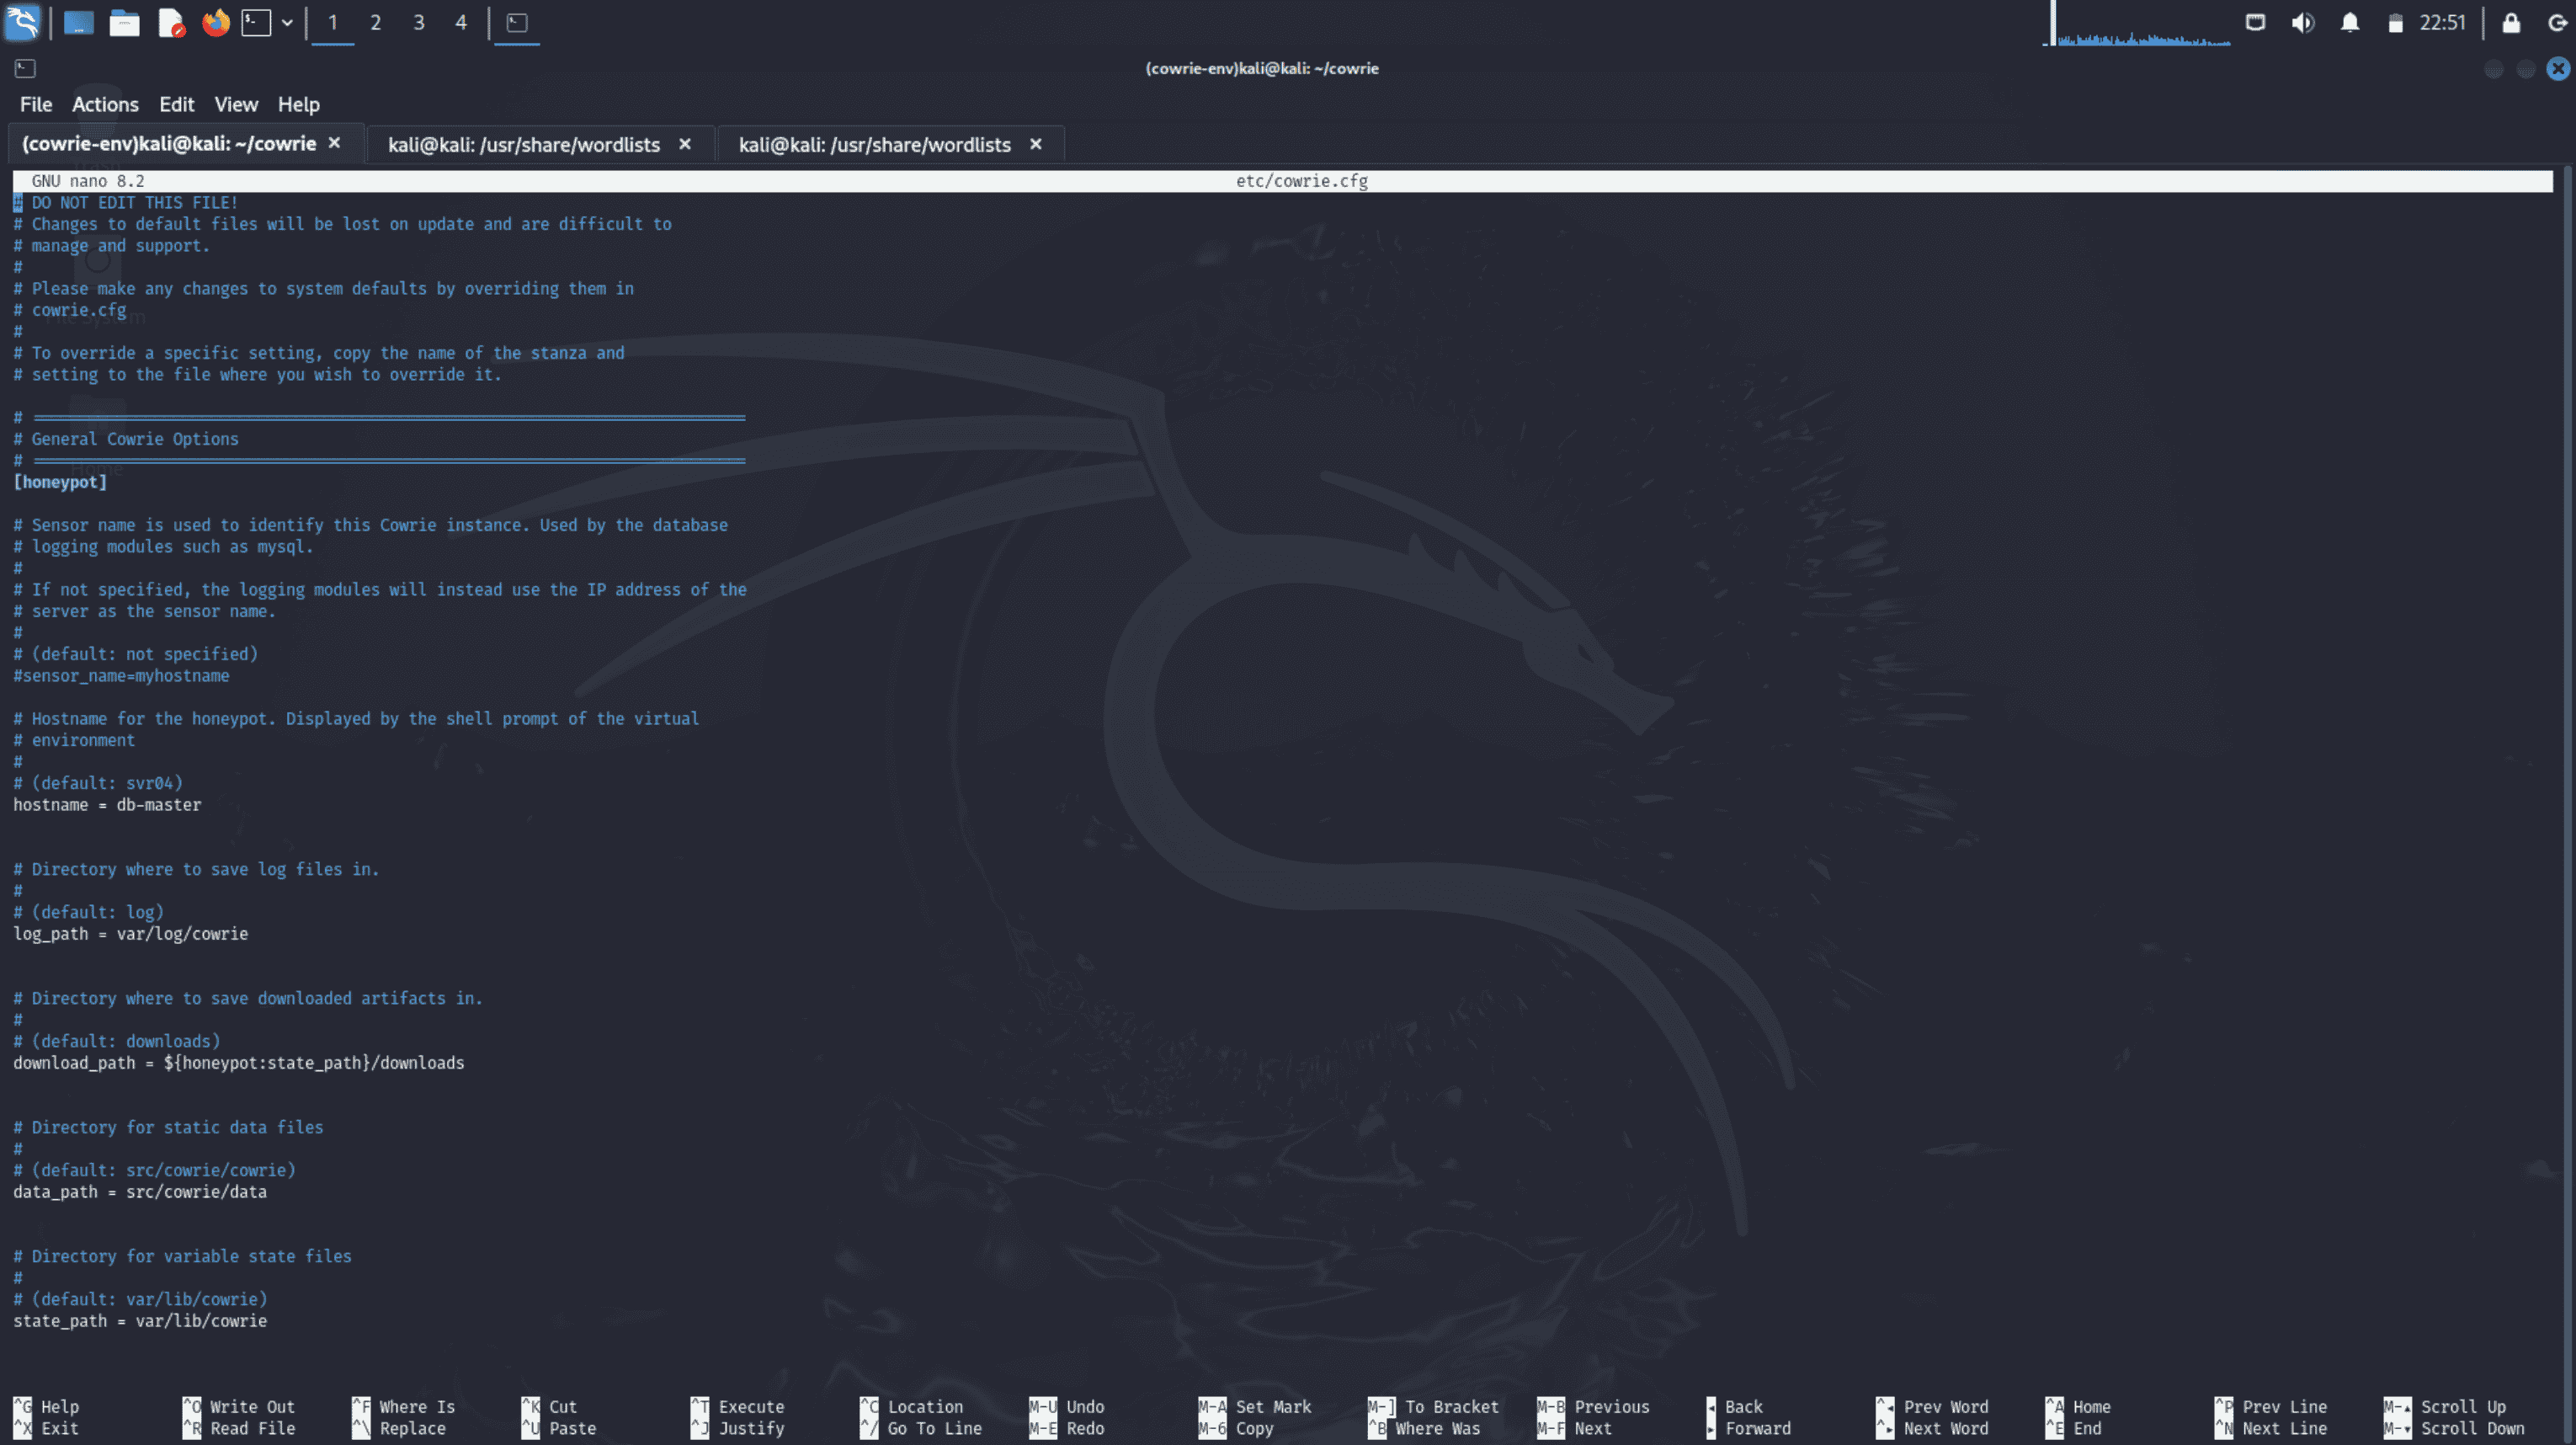 1 2 3 4 22:51
(cowrie-env)kali@kali: ~/cowrie
File Actions Edit View Help
(cowrie-env)kali@kali: ~/cowrie × kali@kali: /usr/share/wordlists × kali@kali: /usr/share/wordlists ×
GNU nano 8.2 etc/cowrie.cfg
# DO NOT EDIT THIS FILE!
# Changes to default files will be lost on update and are difficult to
# manage and support.
#
# Please make any changes to system defaults by overriding them in
# cowrie.cfg
#
# To override a specific setting, copy the name of the stanza and
# setting to the file where you wish to override it.
# ============================================================================
# General Cowrie Options
# ============================================================================
[honeypot]
# Sensor name is used to identify this Cowrie instance. Used by the database
# logging modules such as mysql.
#
# If not specified, the logging modules will instead use the IP address of the
# server as the sensor name.
#
# (default: not specified)
#sensor_name=myhostname
# Hostname for the honeypot. Displayed by the shell prompt of the virtual
# environment
#
# (default: svr04)
hostname = db-master
# Directory where to save log files in.
#
# (default: log)
log_path = var/log/cowrie
# Directory where to save downloaded artifacts in.
#
# (default: downloads)
download_path = ${honeypot:state_path}/downloads
# Directory for static data files
#
# (default: src/cowrie/cowrie)
data_path = src/cowrie/data
# Directory for variable state files
#
# (default: var/lib/cowrie)
state_path = var/lib/cowrie
^G Help ^O Write Out ^F Where Is ^K Cut ^T Execute ^C Location M-U Undo M-A Set Mark M-] To Bracket M-B Previous ◂ Back ^◂ Prev Word ^A Home ^P Prev Line M-▴ Scroll Up
^X Exit ^R Read File ^\ Replace ^U Paste ^J Justify ^/ Go To Line M-E Redo M-6 Copy ^B Where Was M-F Next ▸ Forward ^▸ Next Word ^E End ^N Next Line M-▾ Scroll Down